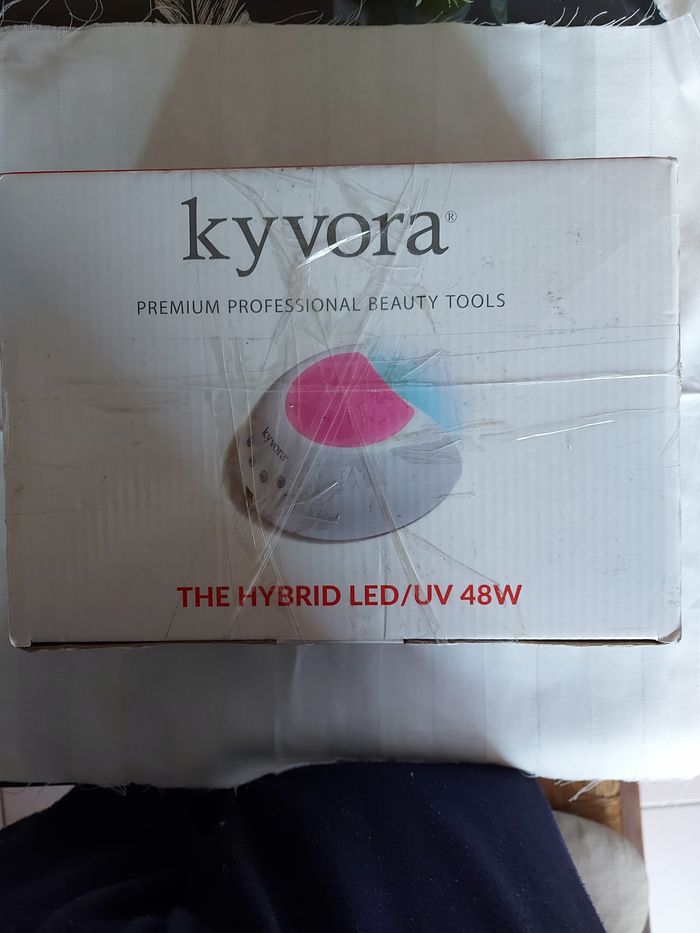 kyvora®
PREMIUM PROFESSIONAL BEAUTY TOOLS
kyvora®
THE HYBRID LED/UV 48W